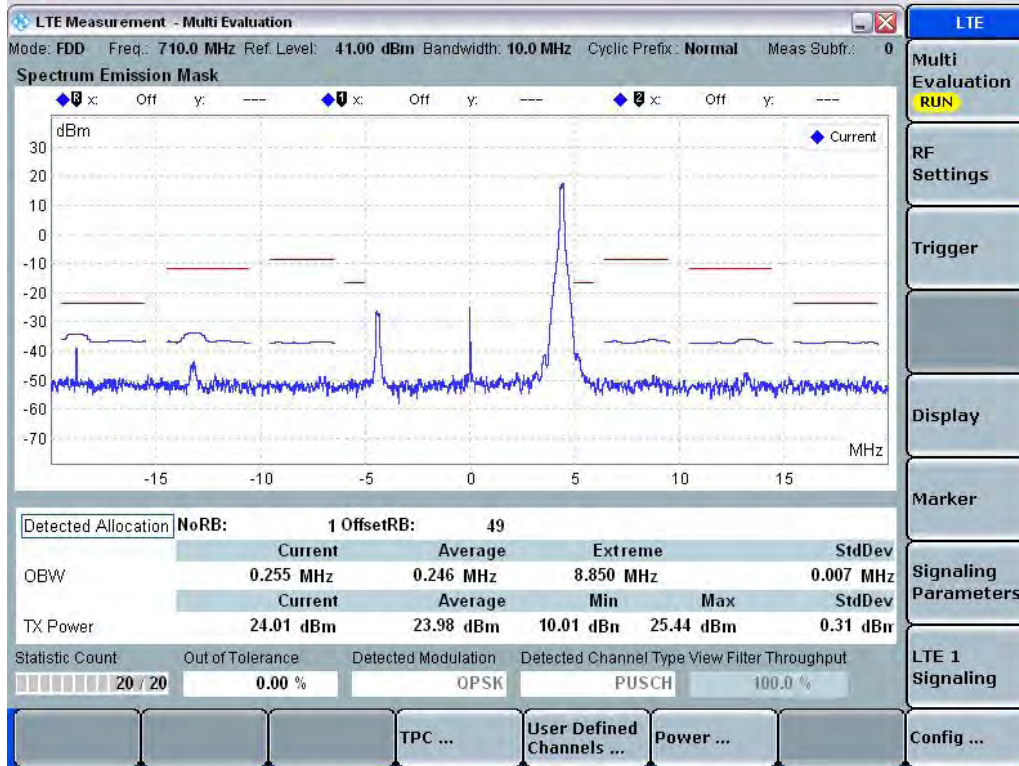 LTE Measurement - Multi Evaluation
LTE
Mode: FDD Freq.: 710.0 MHz Ref. Level: 41.00 dBm Bandwidth: 10.0 MHz Cyclic Prefix: Normal Meas Subfr.: 0
Spectrum Emission Mask
R x: Off y: --- 1 x: Off y: --- 2 x: Off y: ---
dBm
Current
30
20
10
0
-10
-20
-30
-40
-50
-60
-70
MHz
-15 -10 -5 0 5 10 15
Detected Allocation NoRB: 1 OffsetRB: 49
Current Average Extreme StdDev
OBW 0.255 MHz 0.246 MHz 8.850 MHz 0.007 MHz
Current Average Min Max StdDev
TX Power 24.01 dBm 23.98 dBm 10.01 dBm 25.44 dBm 0.31 dBm
Statistic Count Out of Tolerance Detected Modulation Detected Channel Type View Filter Throughput
20 / 20 0.00 % QPSK PUSCH 100.0 %
Multi Evaluation
RUN
RF Settings
Trigger
Display
Marker
Signaling Parameters
LTE 1 Signaling
TPC ...
User Defined Channels ...
Power ...
Config ...